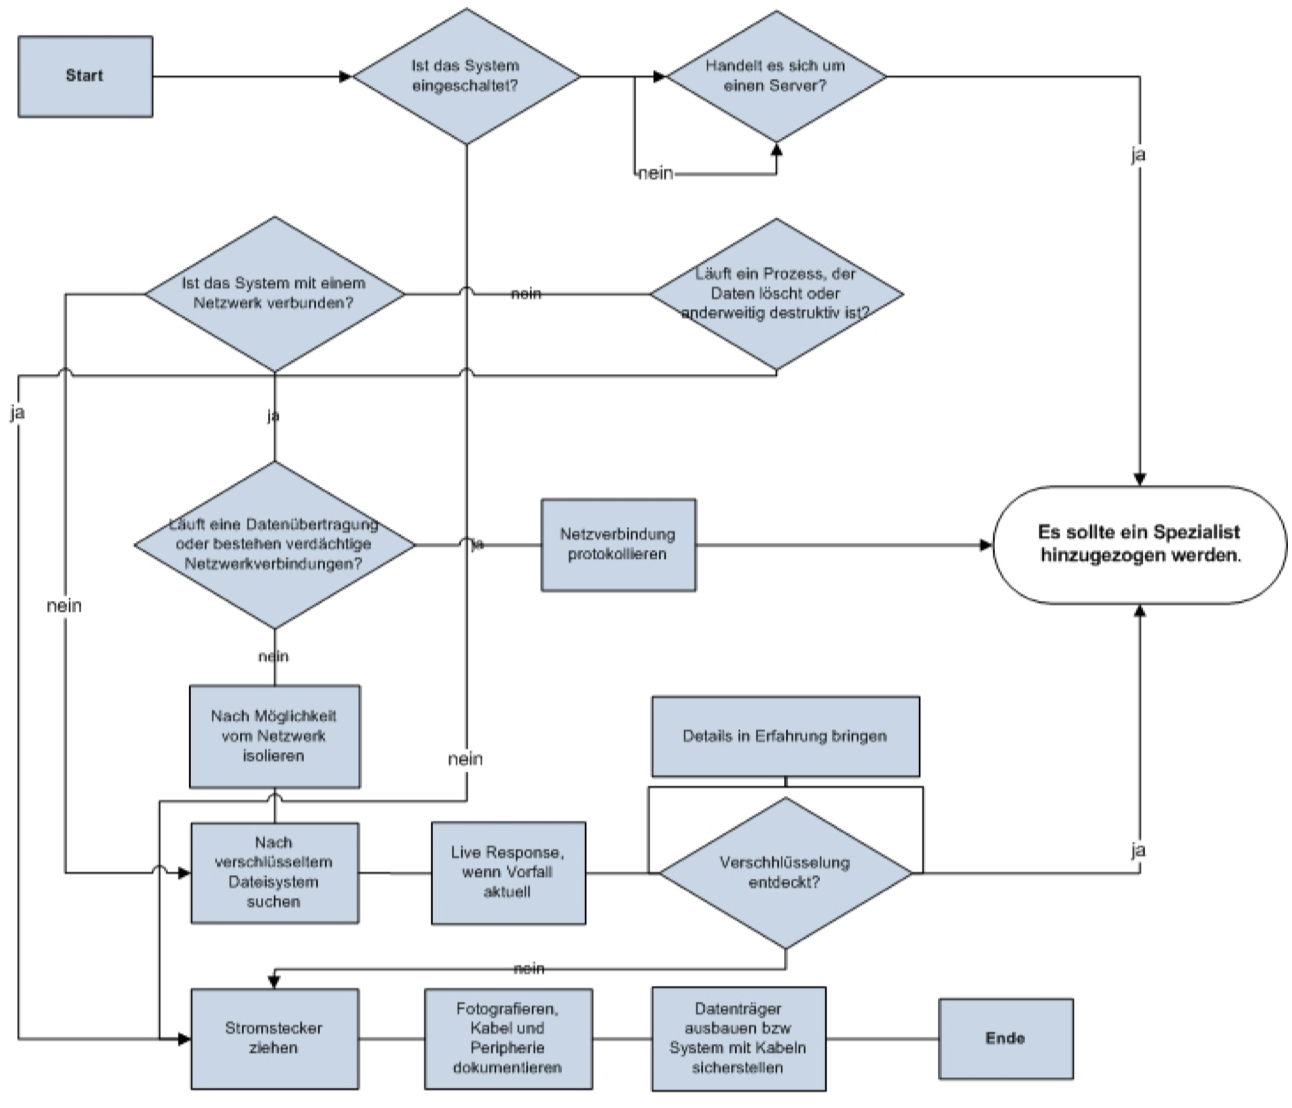 Start
Ist das System
eingeschaltet?
Handelt es sich um
einen Server?
ja
nein
Ist das System mit einem
Netzwerk verbunden?
nein
Läuft ein Prozess, der
Daten löscht oder
anderweitig destruktiv ist?
ja
ja
Läuft eine Datenübertragung
oder bestehen verdächtige
Netzwerkverbindungen?
ja
Netzverbindung
protokollieren
Es sollte ein Spezialist
hinzugezogen werden.
nein
nein
Nach Möglichkeit
vom Netzwerk
isolieren
nein
Details in Erfahrung bringen
Nach
verschlüsseltem
Dateisystem
suchen
Live Response,
wenn Vorfall
aktuell
Verschhlüsselung
entdeckt?
ja
nein
Stromstecker
ziehen
Fotografieren,
Kabel und
Peripherie
dokumentieren
Datenträger
ausbauen bzw
System mit Kabeln
sicherstellen
Ende